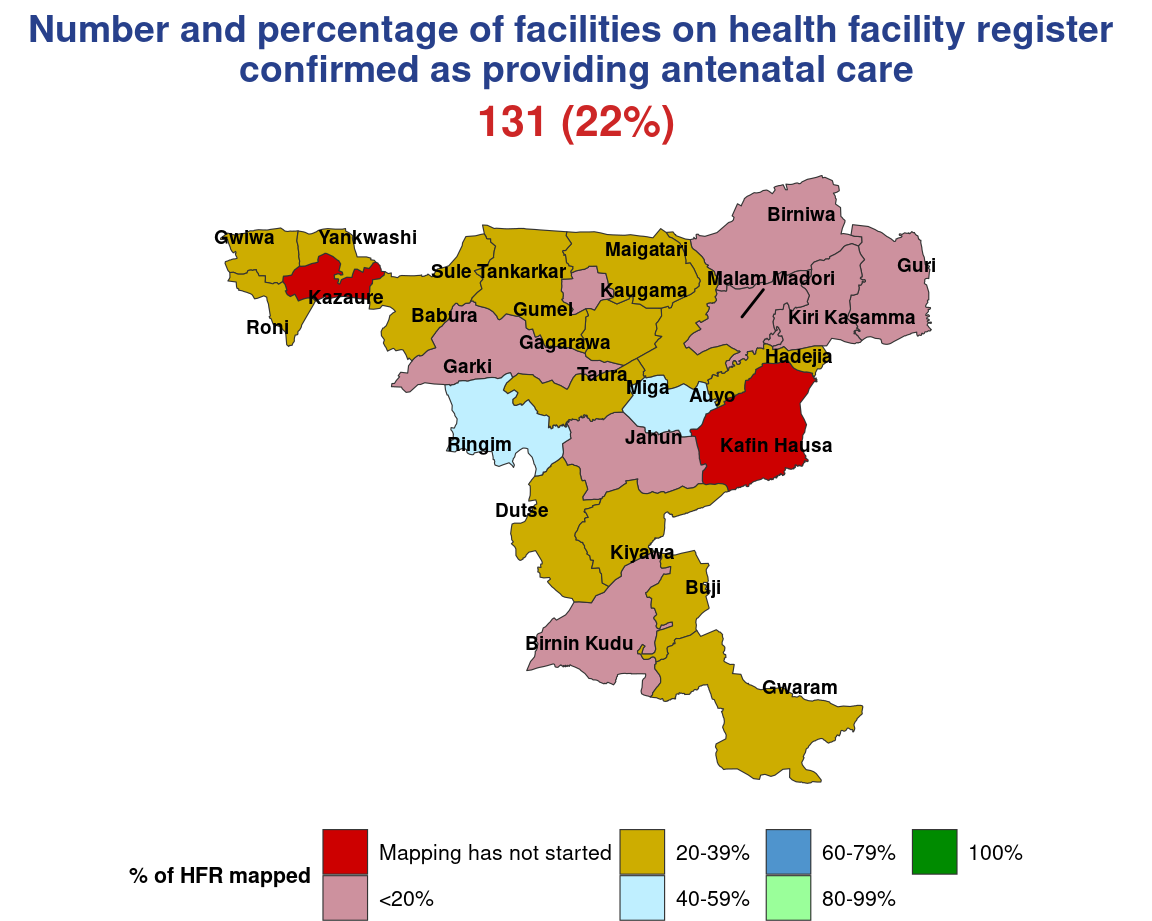 Number and percentage of facilities on health facility register
confirmed as providing antenatal care
131 (22%)
Birniwa
Gwiwa Yankwashi
Maigatari
Guri
Sule Tankarkar
Malam Madori
Kaugama
Kazaure
Gumel
Babura
Kiri Kasamma
Roni
Gagarawa
Hadejia
Garki
Taura
Miga
Auyo
Jahun
Ringim
Kafin Hausa
Dutse
Kiyawa
Buji
Birnin Kudu
Gwaram
% of HFR mapped
Mapping has not started
<20%
20-39%
40-59%
60-79%
80-99%
100%